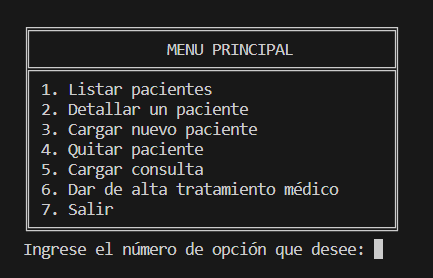 MENU PRINCIPAL
1. Listar pacientes
2. Detallar un paciente
3. Cargar nuevo paciente
4. Quitar paciente
5. Cargar consulta
6. Dar de alta tratamiento médico
7. Salir
Ingrese el número de opción que desee: